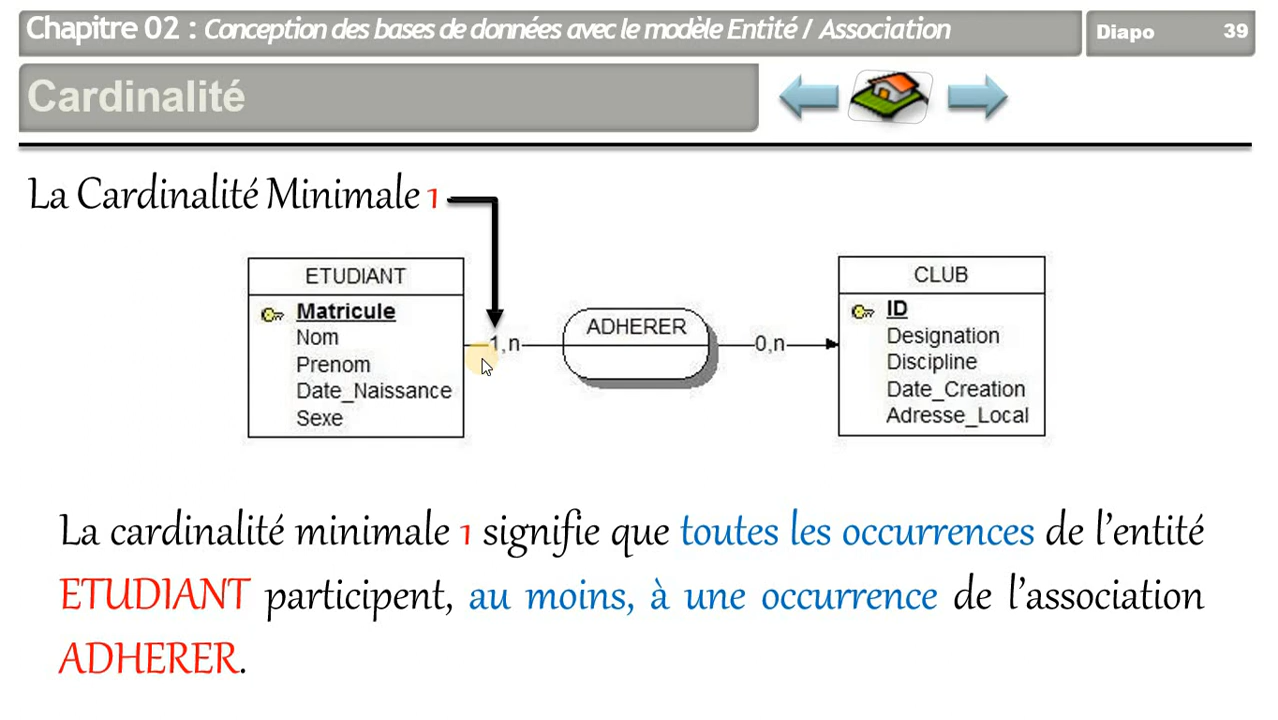 Chapitre 02 : Conception des bases de données avec le modèle Entité / Association
Diapo 39
Cardinalité
La Cardinalité Minimale 1
ETUDIANT
Matricule
Nom
Prenom
Date_Naissance
Sexe
1,n
ADHERER
0,n
CLUB
ID
Designation
Discipline
Date_Creation
Adresse_Local
La cardinalité minimale 1 signifie que toutes les occurrences de l’entité
ETUDIANT participent, au moins, à une occurrence de l’association
ADHERER.